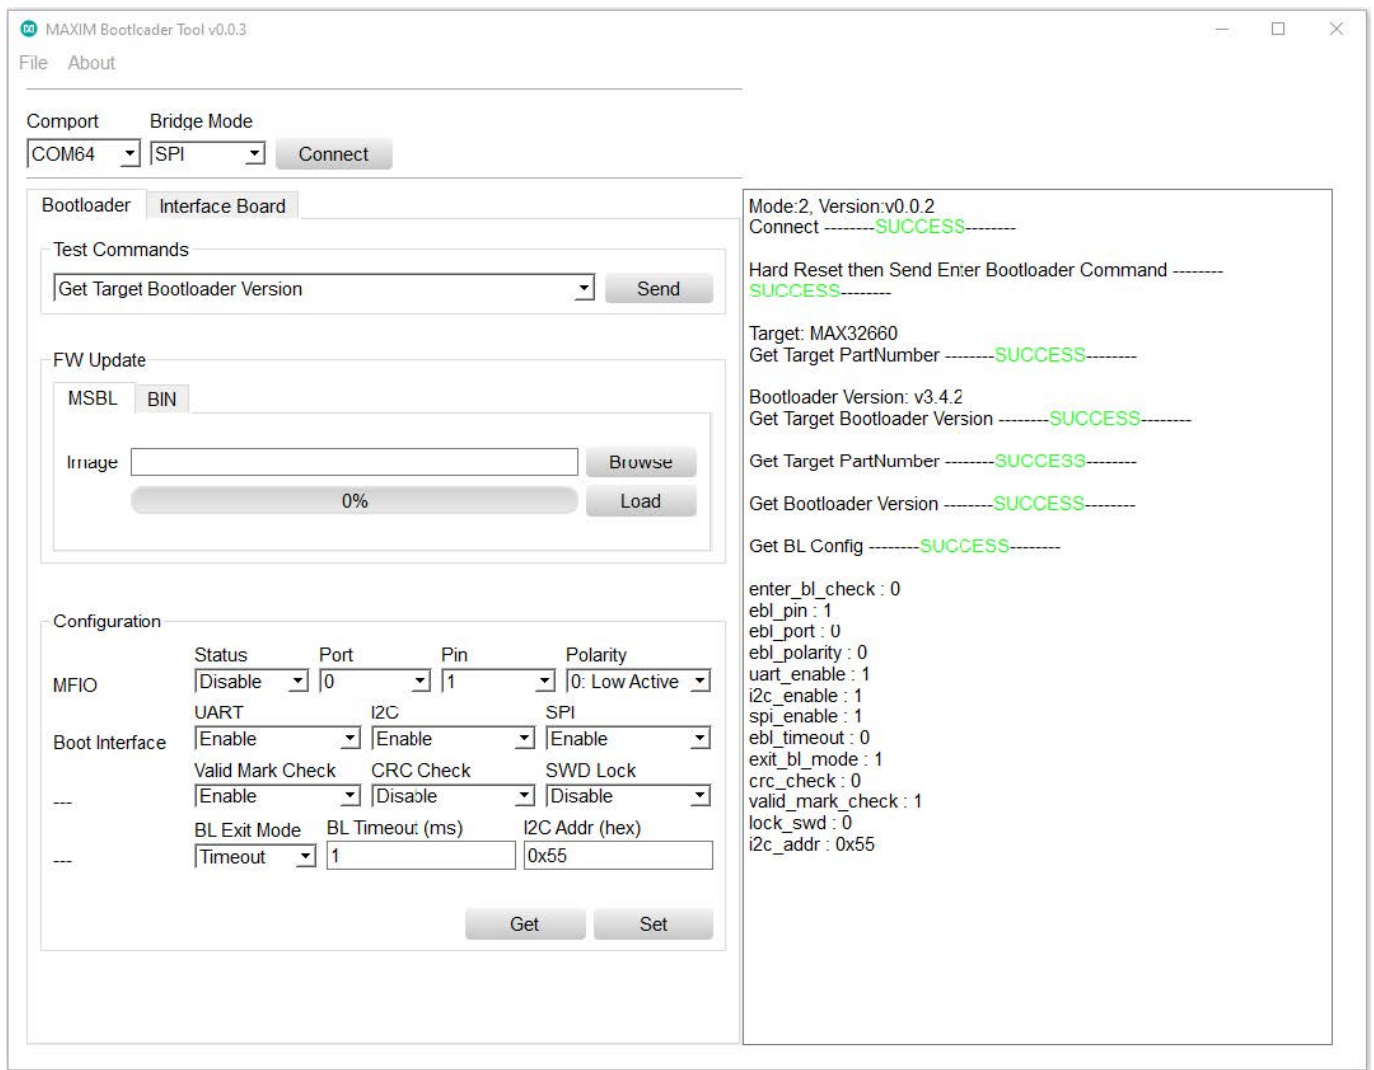 MAXIM Bootlcader Tool v0.0.3
File About
Comport Bridge Mode
COM64 SPI Connect
Bootloader Interface Board
Test Commands
Get Target Bootloader Version Send
FW Update
MSBL BIN
Image Browse
0% Load
Configuration
Status Port Pin Polarity
MFIO Disable 0 1 0: Low Active
UART I2C SPI
Boot Interface Enable Enable Enable
Valid Mark Check CRC Check SWD Lock
--- Enable Disable Disable
BL Exit Mode BL Timeout (ms) I2C Addr (hex)
--- Timeout 1 0x55
Get Set
Mode:2, Version:v0.0.2
Connect --------SUCCESS--------
Hard Reset then Send Enter Bootloader Command --------
SUCCESS--------
Target: MAX32660
Get Target PartNumber --------SUCCESS--------
Bootloader Version: v3.4.2
Get Target Bootloader Version --------SUCCESS--------
Get Target PartNumber --------SUCCESS--------
Get Bootloader Version --------SUCCESS--------
Get BL Config --------SUCCESS--------
enter_bl_check : 0
ebl_pin : 1
ebl_port : 0
ebl_polarity : 0
uart_enable : 1
i2c_enable : 1
spi_enable : 1
ebl_timeout : 0
exit_bl_mode : 1
crc_check : 0
valid_mark_check : 1
lock_swd : 0
i2c_addr : 0x55